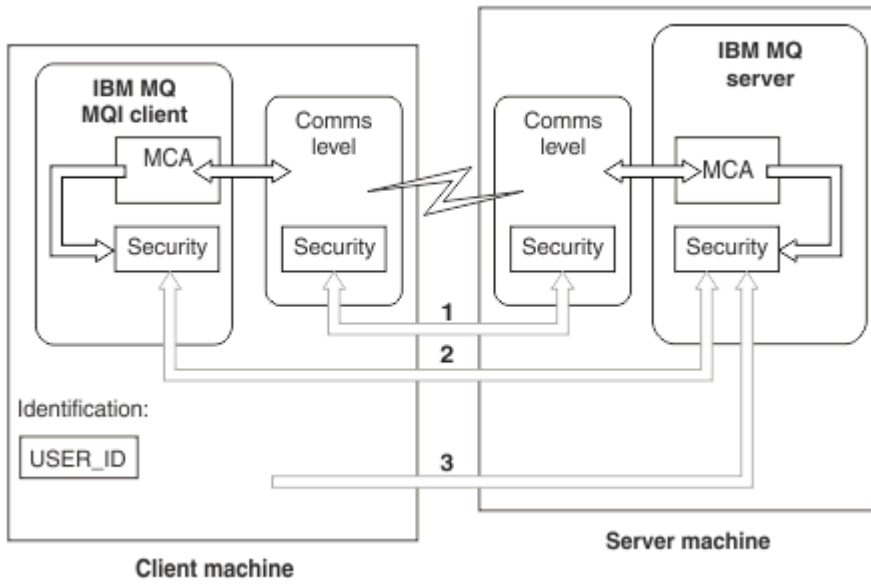 IBM MQ
MQI client
MCA
Security
Comms
level
Security
Comms
level
Security
IBM MQ
server
MCA
Security
1
2
3
Identification:
USER_ID
Client machine
Server machine